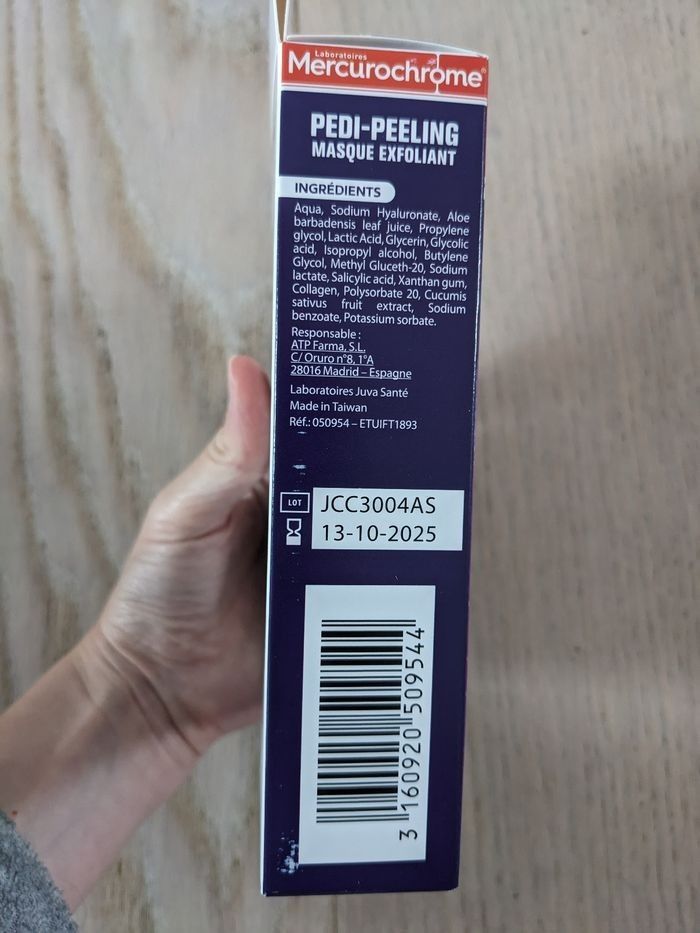 Laboratoires
Mercurochrome®
PEDI-PEELING
MASQUE EXFOLIANT
INGRÉDIENTS
Aqua, Sodium Hyaluronate, Aloe
barbadensis leaf juice, Propylene
glycol, Lactic Acid, Glycerin, Glycolic
acid, Isopropyl alcohol, Butylene
Glycol, Methyl Gluceth-20, Sodium
lactate, Salicylic acid, Xanthan gum,
Collagen, Polysorbate 20, Cucumis
sativus fruit extract, Sodium
benzoate, Potassium sorbate.
Responsable :
ATP Farma, S.L.
C/ Oruro n°8, 1°A
28016 Madrid – Espagne
Laboratoires Juva Santé
Made in Taiwan
Réf.: 050954 – ETUIFT1893
LOT JCC3004AS
13-10-2025
3 160920 509544